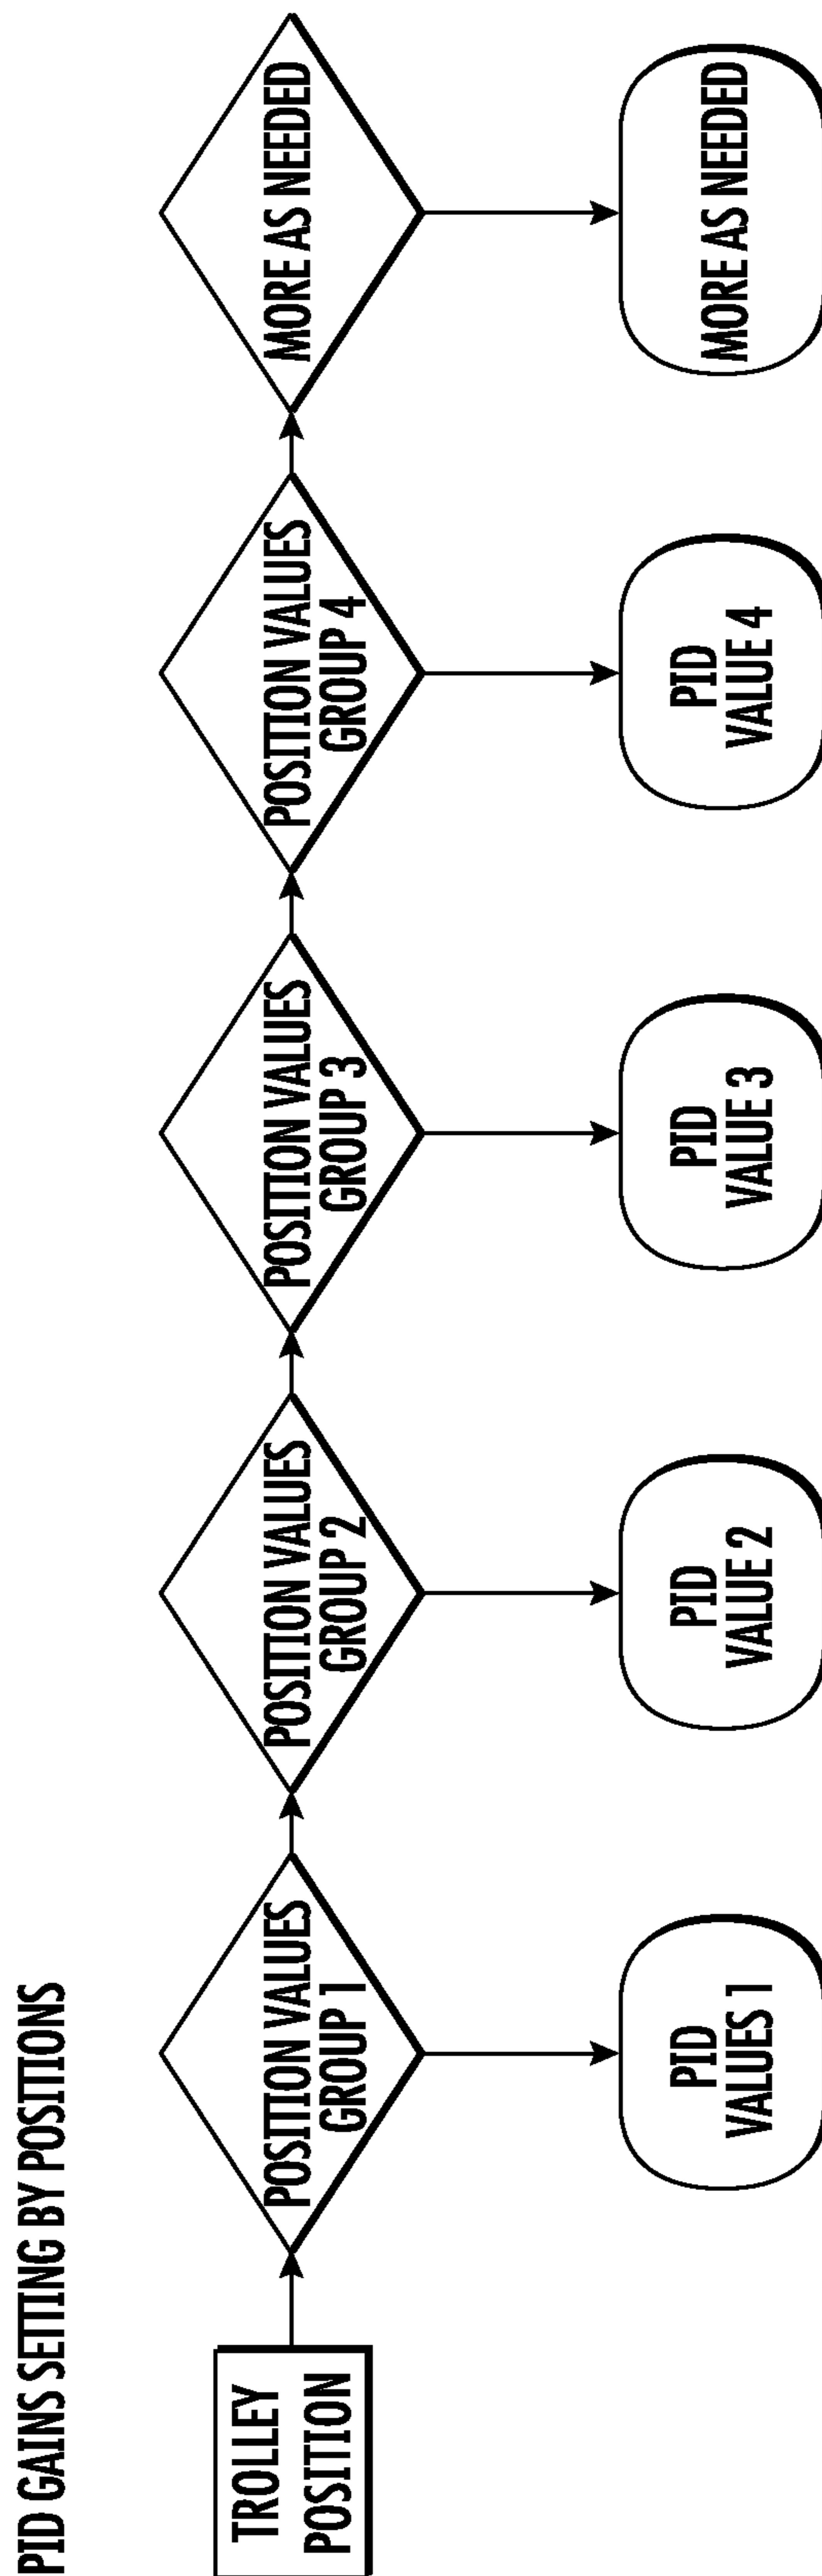 PID GAINS SETTING BY POSITIONS
TROLLEY
POSITION
POSITION VALUES
GROUP 1
POSITION VALUES
GROUP 2
POSITION VALUES
GROUP 3
POSITION VALUES
GROUP 4
MORE AS NEEDED
PID
VALUES 1
PID
VALUE 2
PID
VALUE 3
PID
VALUE 4
MORE AS NEEDED